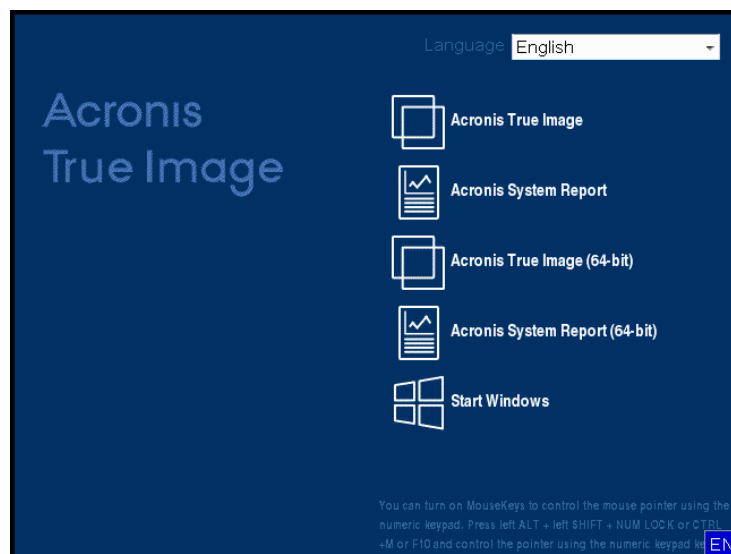 Language English
Acronis
True Image
Acronis True Image
Acronis System Report
Acronis True Image (64-bit)
Acronis System Report (64-bit)
Start Windows
You can turn on MouseKeys to control the mouse pointer using the
numeric keypad. Press left ALT + left SHIFT + NUM LOCK or CTRL
+M or F10 and control the pointer using the numeric keypad
EN